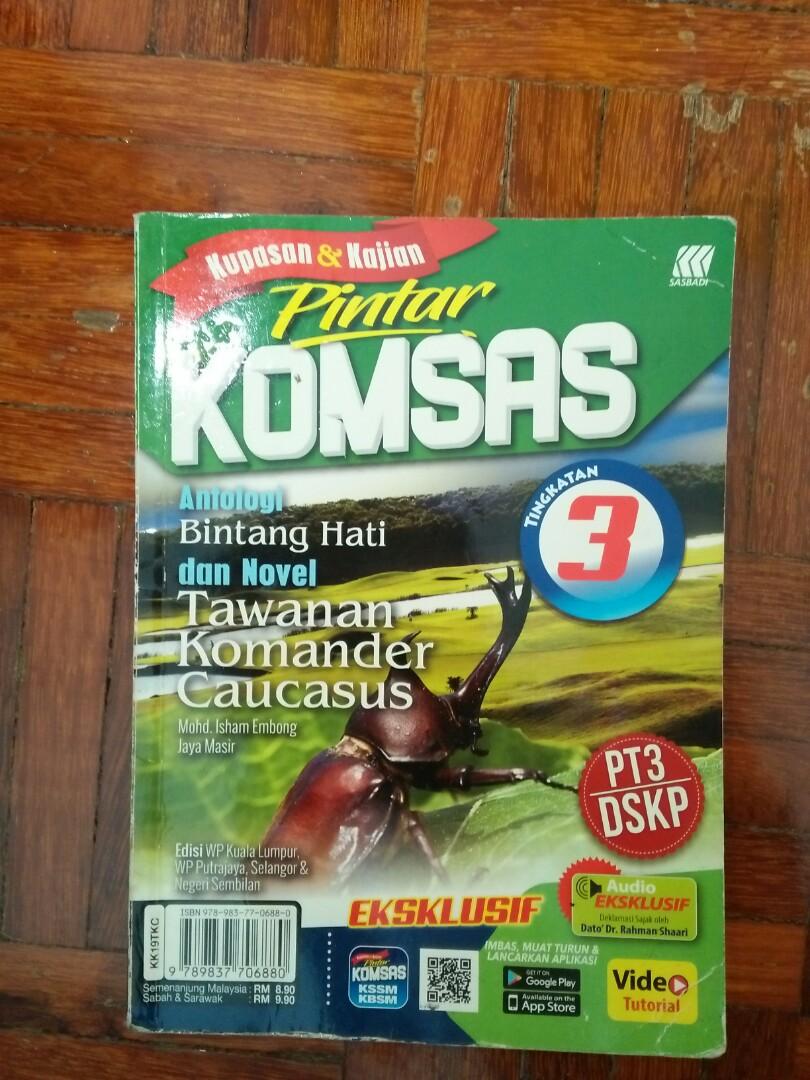 Kupasan & Kajian
Pintar
KOMSAS
SASBADI
TINGKATAN
3
Antologi
Bintang Hati
dan Novel
Tawanan
Komander
Caucasus
Mohd. Isham Embong
Jaya Masir
PT3
DSKP
Edisi WP Kuala Lumpur,
WP Putrajaya, Selangor &
Negeri Sembilan
EKSKLUSIF
Audio
EKSKLUSIF
Deklamasi Sajak oleh
Dato' Dr. Rahman Shaari
KK19TKC
ISBN 978-983-77-0688-0
9 789837 706880
Semenanjung Malaysia : RM 8.90
Sabah & Sarawak : RM 9.90
Pintar
KOMSAS
KSSM
KBSM
IMBAS, MUAT TURUN &
LANCARKAN APLIKASI
GET IT ON
Google Play
Available on the
App Store
Video
Tutorial